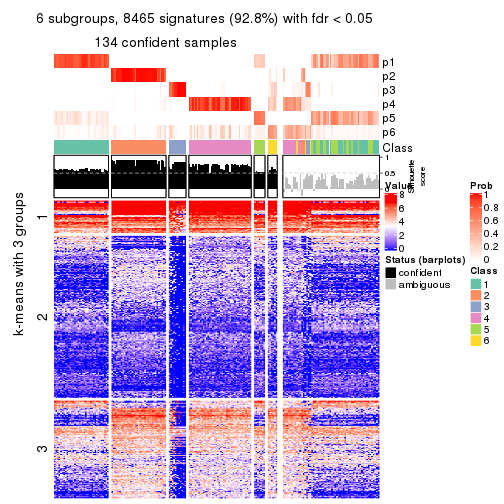 6 subgroups, 8465 signatures (92.8%) with fdr < 0.05
134 confident samples
p1
p2
p3
p4
p5
p6
Class
1
0.5
0
Silhouette
score
k-means with 3 groups
1
2
3
Value
8
6
4
2
0
Status (barplots)
confident
ambiguous
Prob
1
0.8
0.6
0.4
0.2
0
Class
1
2
3
4
5
6